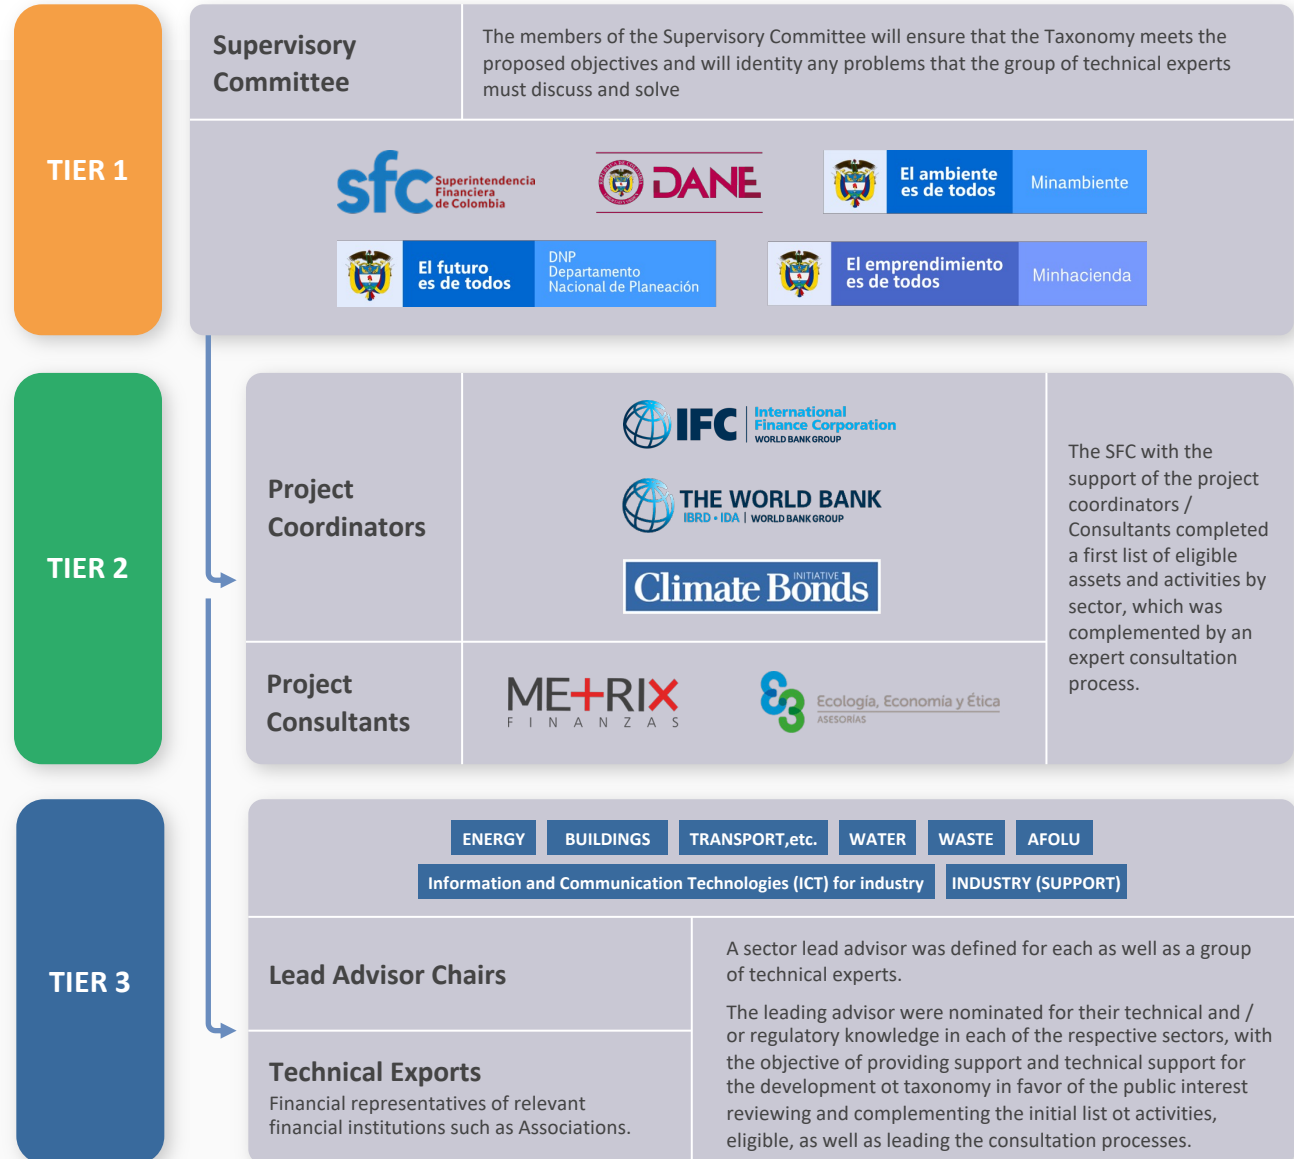 TIER 1
Supervisory
Committee
The members of the Supervisory Committee will ensure that the Taxonomy meets the
proposed objectives and will identity any problems that the group of technical experts
must discuss and solve
sfc Superintendencia
Financiera
de Colombia
DANE
El ambiente
es de todos
Minambiente
El futuro
es de todos
DNP
Departamento
Nacional de Planeación
El emprendimiento
es de todos
Minhacienda
TIER 2
Project
Coordinators
IFC
International
Finance Corporation
WORLD BANK GROUP
THE WORLD BANK
IBRD • IDA | WORLD BANK GROUP
Climate Bonds
INITIATIVE
The SFC with the
support of the project
coordinators /
Consultants completed
a first list of eligible
assets and activities by
sector, which was
complemented by an
expert consultation
process.
Project
Consultants
METRIX
FINANZAS
Ecología, Economía y Ética
ASESORÍAS
TIER 3
ENERGY BUILDINGS TRANSPORT,etc. WATER WASTE AFOLU
Information and Communication Technologies (ICT) for industry INDUSTRY (SUPPORT)
Lead Advisor Chairs
Technical Exports
Financial representatives of relevant
financial institutions such as Associations.
A sector lead advisor was defined for each as well as a group
of technical experts.
The leading advisor were nominated for their technical and /
or regulatory knowledge in each of the respective sectors, with
the objective of providing support and technical support for
the development ot taxonomy in favor of the public interest
reviewing and complementing the initial list ot activities,
eligible, as well as leading the consultation processes.